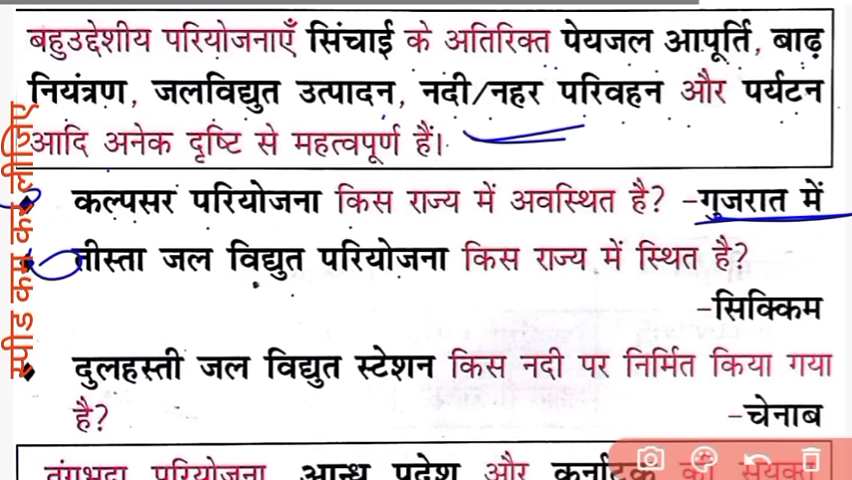 बहुउद्देशीय परियोजनाएँ सिंचाई के अतिरिक्त पेयजल आपूर्ति, बाढ़
नियंत्रण, जलविद्युत उत्पादन, नदी/नहर परिवहन और पर्यटन
आदि अनेक दृष्टि से महत्वपूर्ण हैं।
कल्पसर परियोजना किस राज्य में अवस्थित है? –गुजरात में
तीस्ता जल विद्युत परियोजना किस राज्य में स्थित है?
–सिक्किम
दुलहस्ती जल विद्युत स्टेशन किस नदी पर निर्मित किया गया
है? –चेनाब
तुंगभद्रा परियोजना आन्ध्र प्रदेश और कर्नाटक की संयुक्त
स्पीड कम कर लीजिए